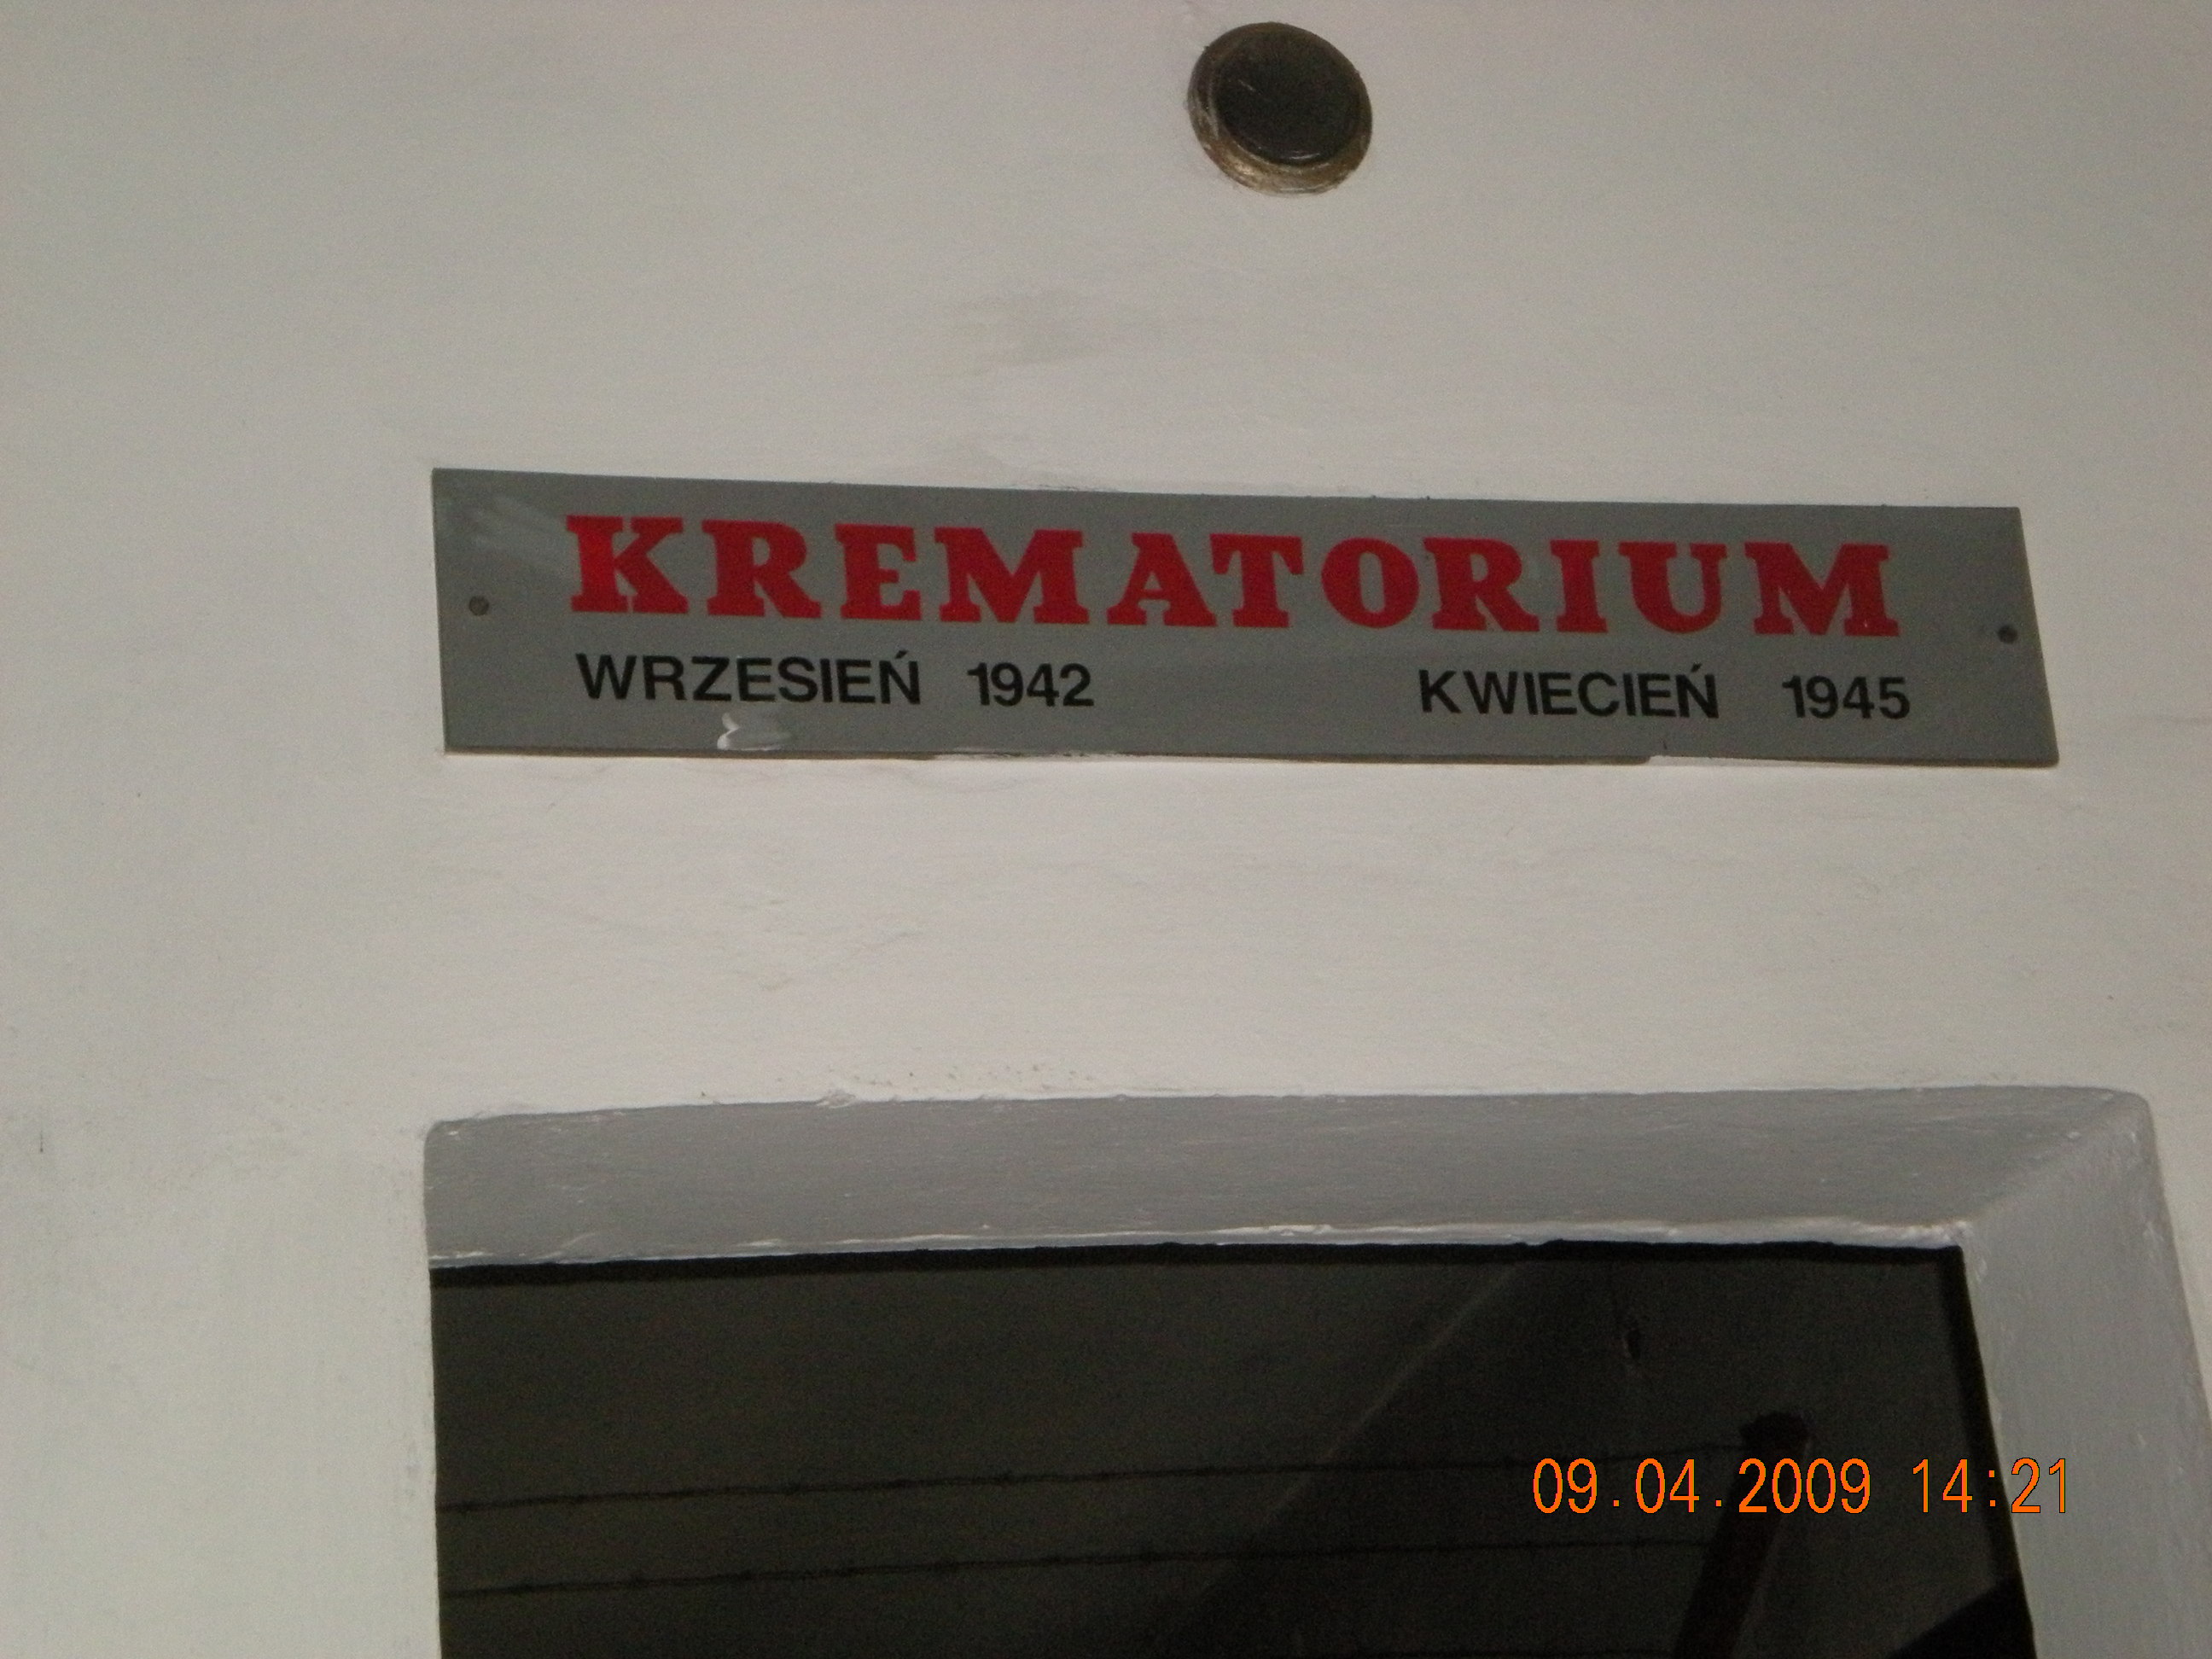 KREMATORIUM
WRZESIEŃ 1942 KWIECIEŃ 1945
09.04.2009 14:21